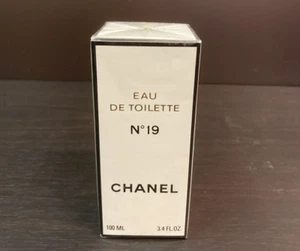 EAU
DE TOILETTE
N°19
CHANEL
100 ML 3.4 FL.OZ.